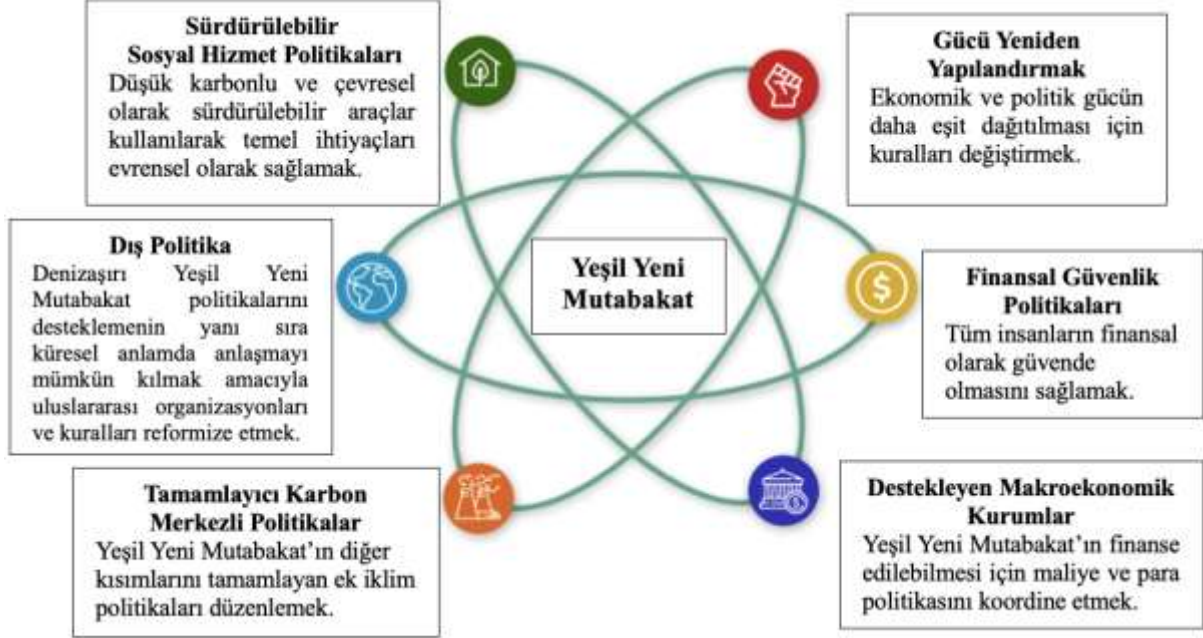 Sürdürülebilir
Sosyal Hizmet Politikaları
Düşük karbonlu ve çevresel
olarak sürdürülebilir araçlar
kullanılarak temel ihtiyaçları
evrensel olarak sağlamak.
Gücü Yeniden
Yapılandırmak
Ekonomik ve politik gücün
daha eşit dağıtılması için
kuralları değiştirmek.
Dış Politika
Denizaşırı Yeşil Yeni
Mutabakat politikalarını
desteklemenin yanı sıra
küresel anlamda anlaşmayı
mümkün kılmak amacıyla
uluslararası organizasyonları
ve kuralları reformize etmek.
Yeşil Yeni
Mutabakat
Finansal Güvenlik
Politikaları
Tüm insanların finansal
olarak güvende
olmasını sağlamak.
Tamamlayıcı Karbon
Merkezli Politikalar
Yeşil Yeni Mutabakat’ın diğer
kısımlarını tamamlayan ek iklim
politikaları düzenlemek.
Destekleyen Makroekonomik
Kurumlar
Yeşil Yeni Mutabakat’ın finanse
edilebilmesi için maliye ve para
politikasını koordine etmek.
$
$